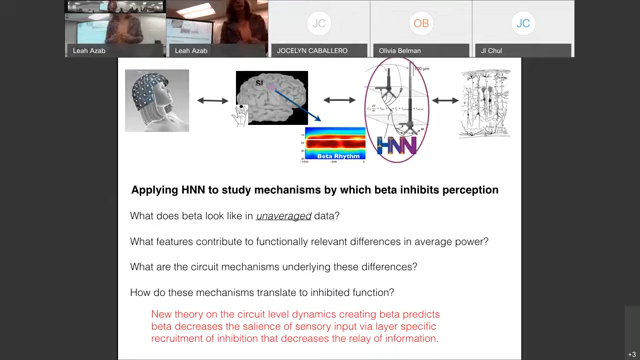 JC
OB
JC
Leah Azab
Leah Azab
JOCELYN CABALLERO
Olivia Belman
Ji Chul
SI
HNN
Beta Rhythm
Applying HNN to study mechanisms by which beta inhibits perception
What does beta look like in unaveraged data?
What features contribute to functionally relevant differences in average power?
What are the circuit mechanisms underlying these differences?
How do these mechanisms translate to inhibited function?
New theory on the circuit level dynamics creating beta predicts
beta decreases the salience of sensory input via layer specific
recruitment of inhibition that decreases the relay of information.
+3